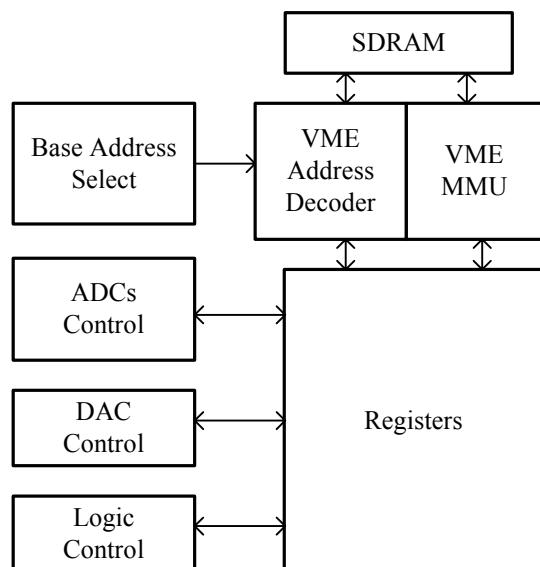 SDRAM
Base Address
Select
VME
Address
Decoder
VME
MMU
ADCs
Control
DAC
Control
Logic
Control
Registers